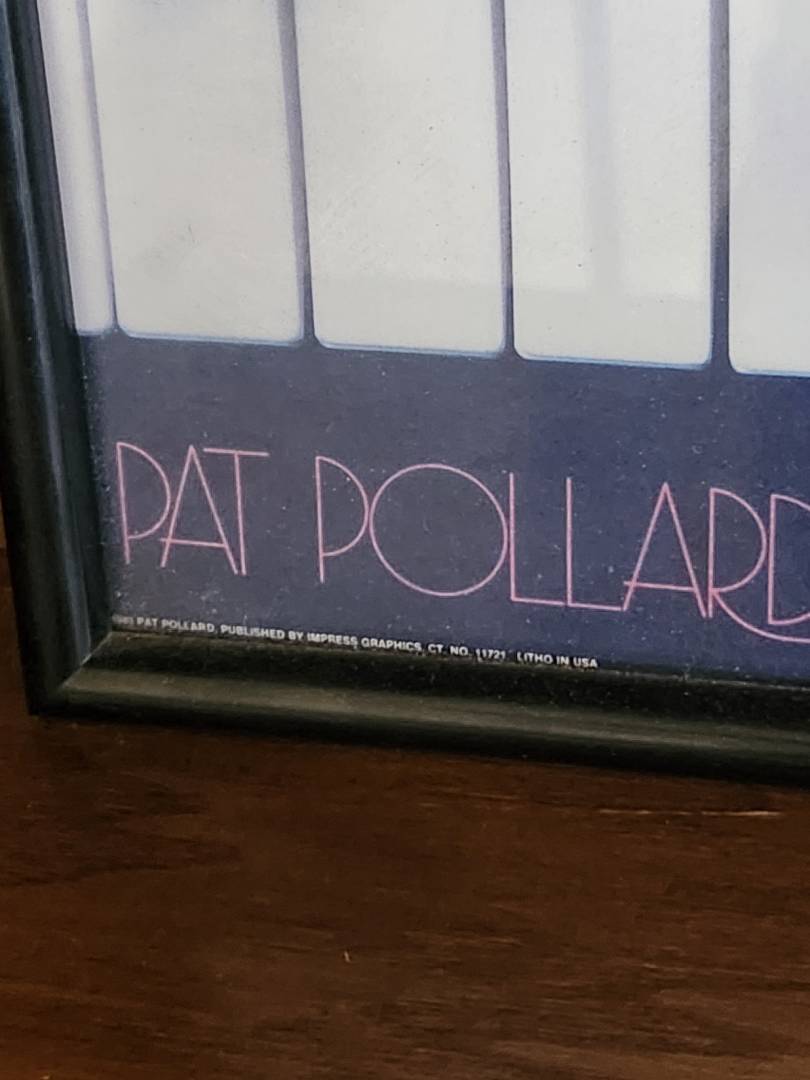 PAT POLLARD
PAT POLLARD, PUBLISHED BY IMPRESS GRAPHICS, CT. NO. 11721 LITHO IN USA